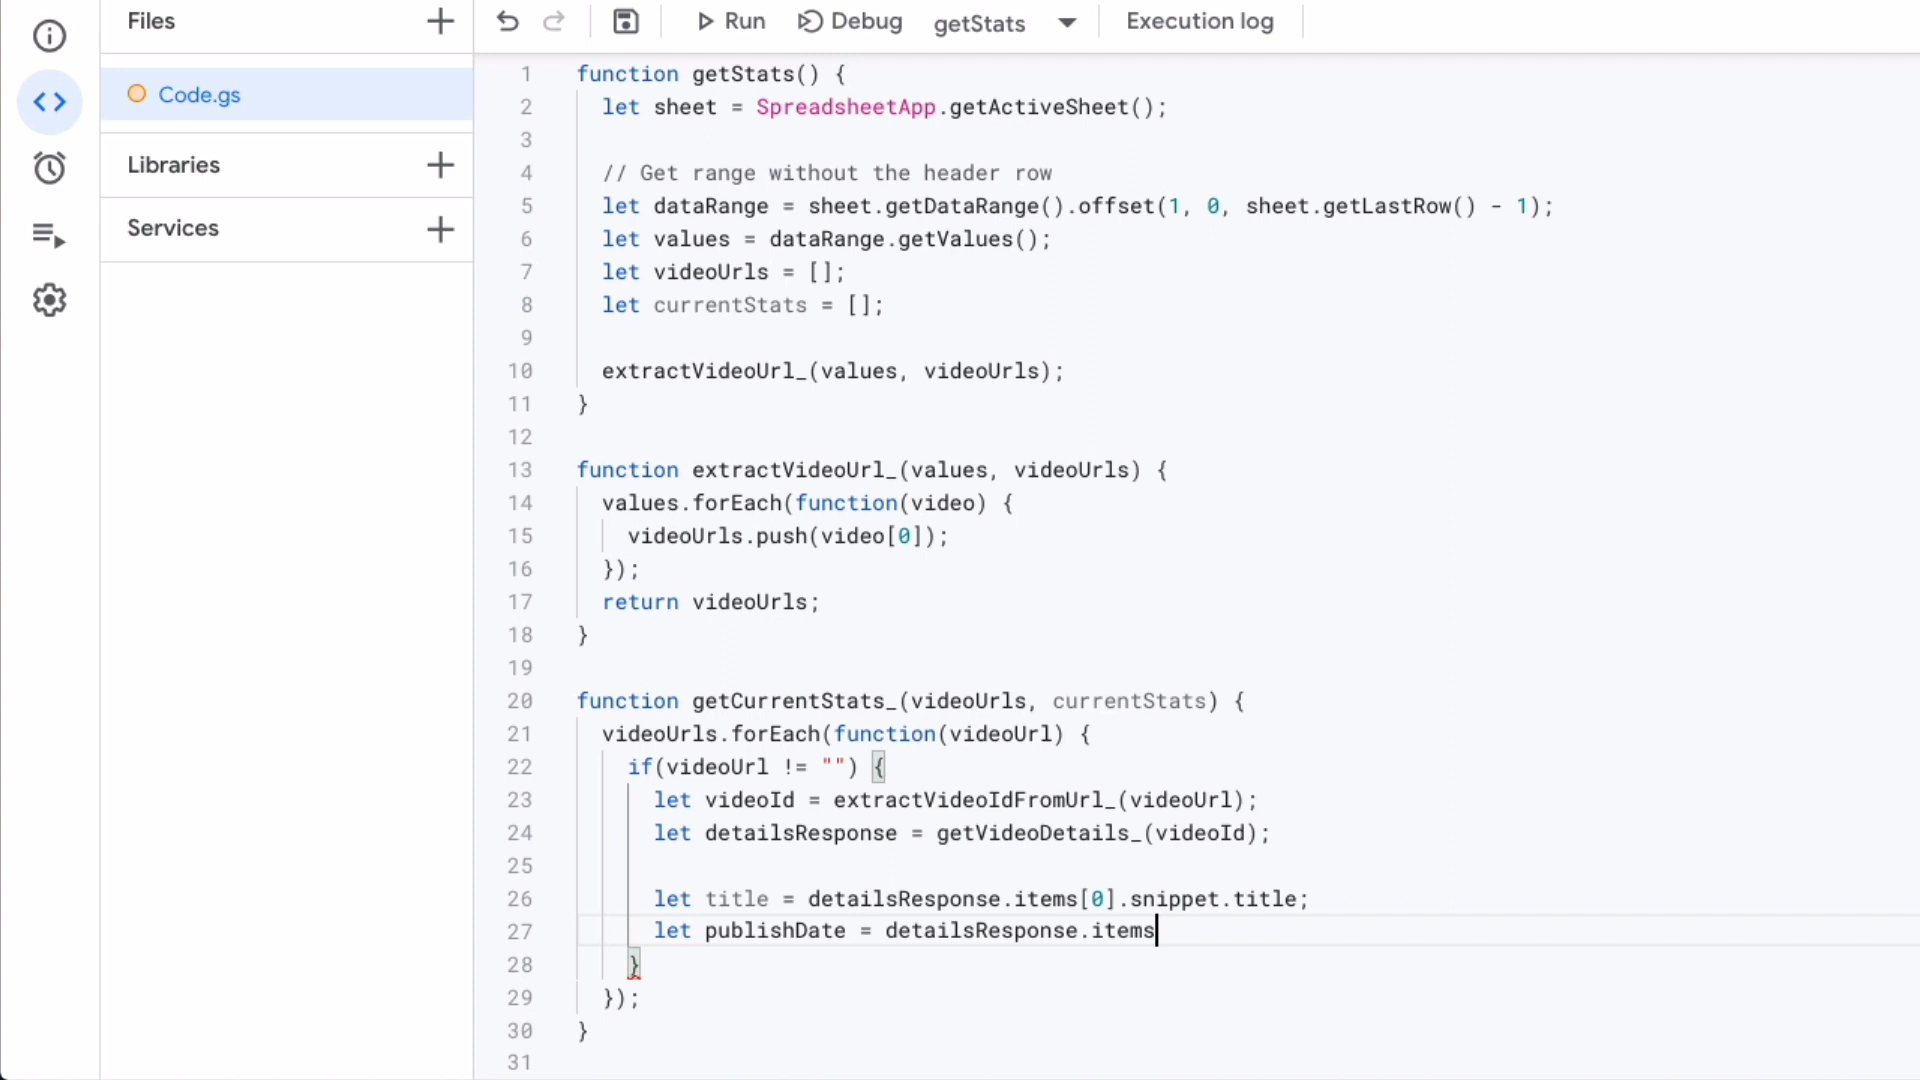 Files
Run
Debug
getStats
Execution log
Code.gs
Libraries
Services
1 function getStats() {
2 let sheet = SpreadsheetApp.getActiveSheet();
3
4 // Get range without the header row
5 let dataRange = sheet.getDataRange().offset(1, 0, sheet.getLastRow() - 1);
6 let values = dataRange.getValues();
7 let videoUrls = [];
8 let currentStats = [];
9
10 extractVideoUrl_(values, videoUrls);
11 }
12
13 function extractVideoUrl_(values, videoUrls) {
14 values.forEach(function(video) {
15 videoUrls.push(video[0]);
16 });
17 return videoUrls;
18 }
19
20 function getCurrentStats_(videoUrls, currentStats) {
21 videoUrls.forEach(function(videoUrl) {
22 if(videoUrl != "") {
23 let videoId = extractVideoIdFromUrl_(videoUrl);
24 let detailsResponse = getVideoDetails_(videoId);
25
26 let title = detailsResponse.items[0].snippet.title;
27 let publishDate = detailsResponse.items
28 }
29 });
30 }
31